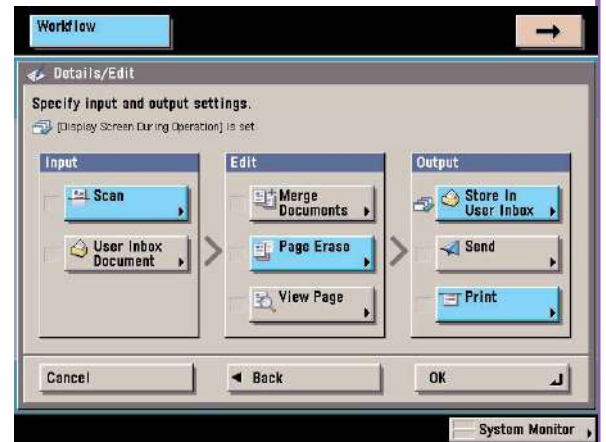 Workflow
Details/Edit
Specify input and output settings.
[Display Screen During Operation] is set
Input
Edit
Output
Scan
User Inbox
Document
Merge
Documents
Page Erase
View Page
Store In
User Inbox
Send
Print
Cancel
Back
OK
System Monitor